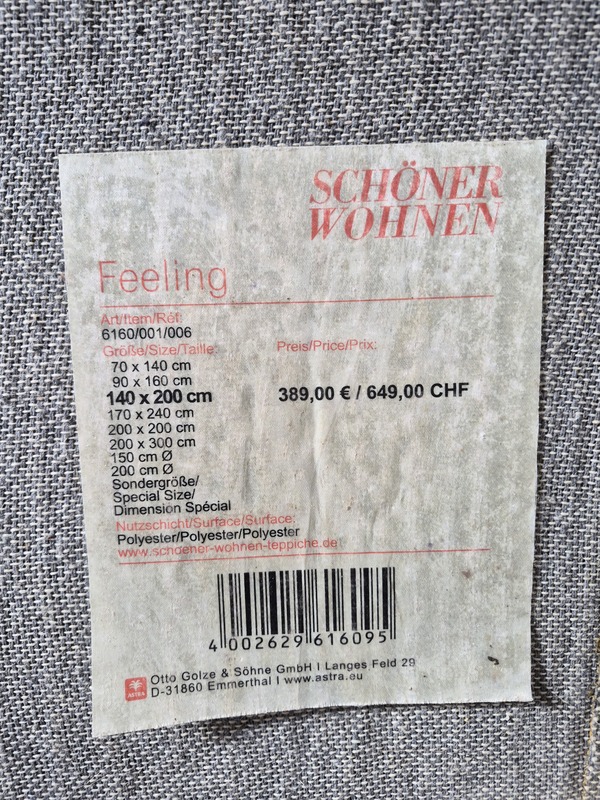 SCHÖNER
WOHNEN
Feeling
Art/Item/Réf:
6160/001/006
Größe/Size/Taille: Preis/Price/Prix:
70 x 140 cm
90 x 160 cm
140 x 200 cm 389,00 € / 649,00 CHF
170 x 240 cm
200 x 200 cm
200 x 300 cm
150 cm Ø
200 cm Ø
Sondergröße/
Special Size/
Dimension Spécial
Nutzschicht/Surface/Surface:
Polyester/Polyester/Polyester
www.schoener-wohnen-teppiche.de
4 002629 616095
ASTRA
Otto Golze & Söhne GmbH I Langes Feld 29
D-31860 Emmerthal I www.astra.eu